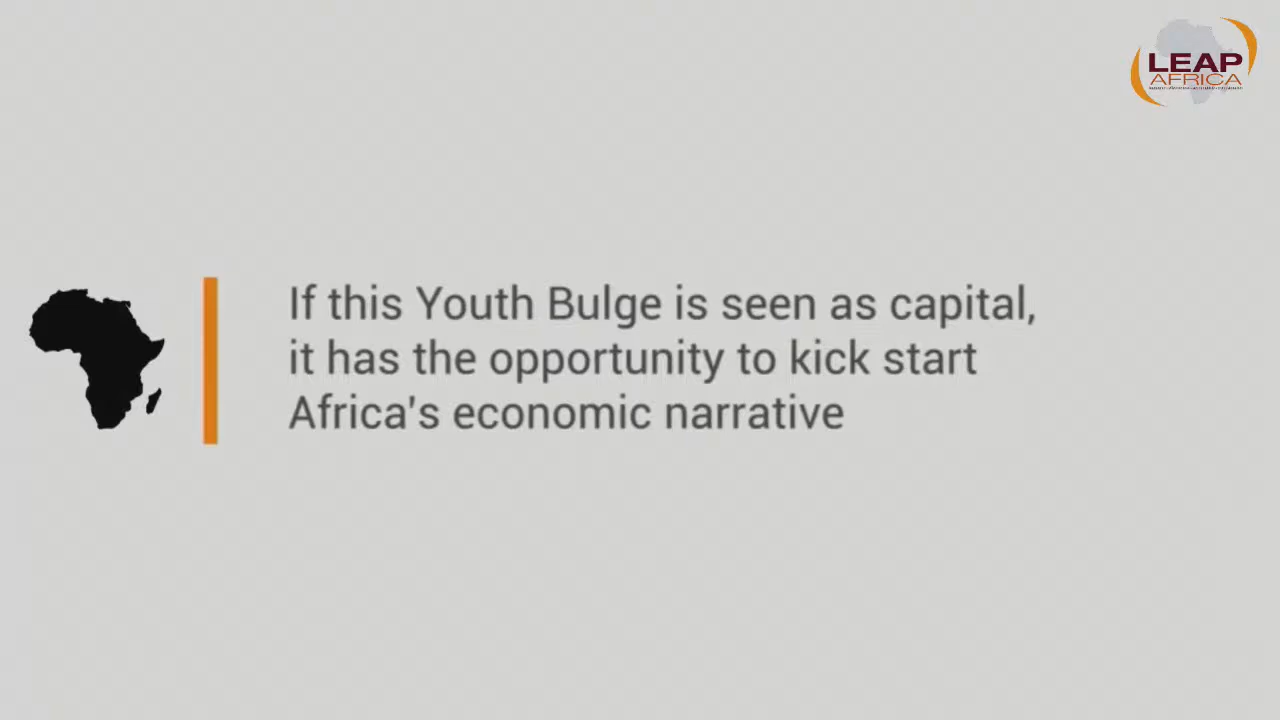 LEAP
AFRICA
If this Youth Bulge is seen as capital,
it has the opportunity to kick start
Africa's economic narrative